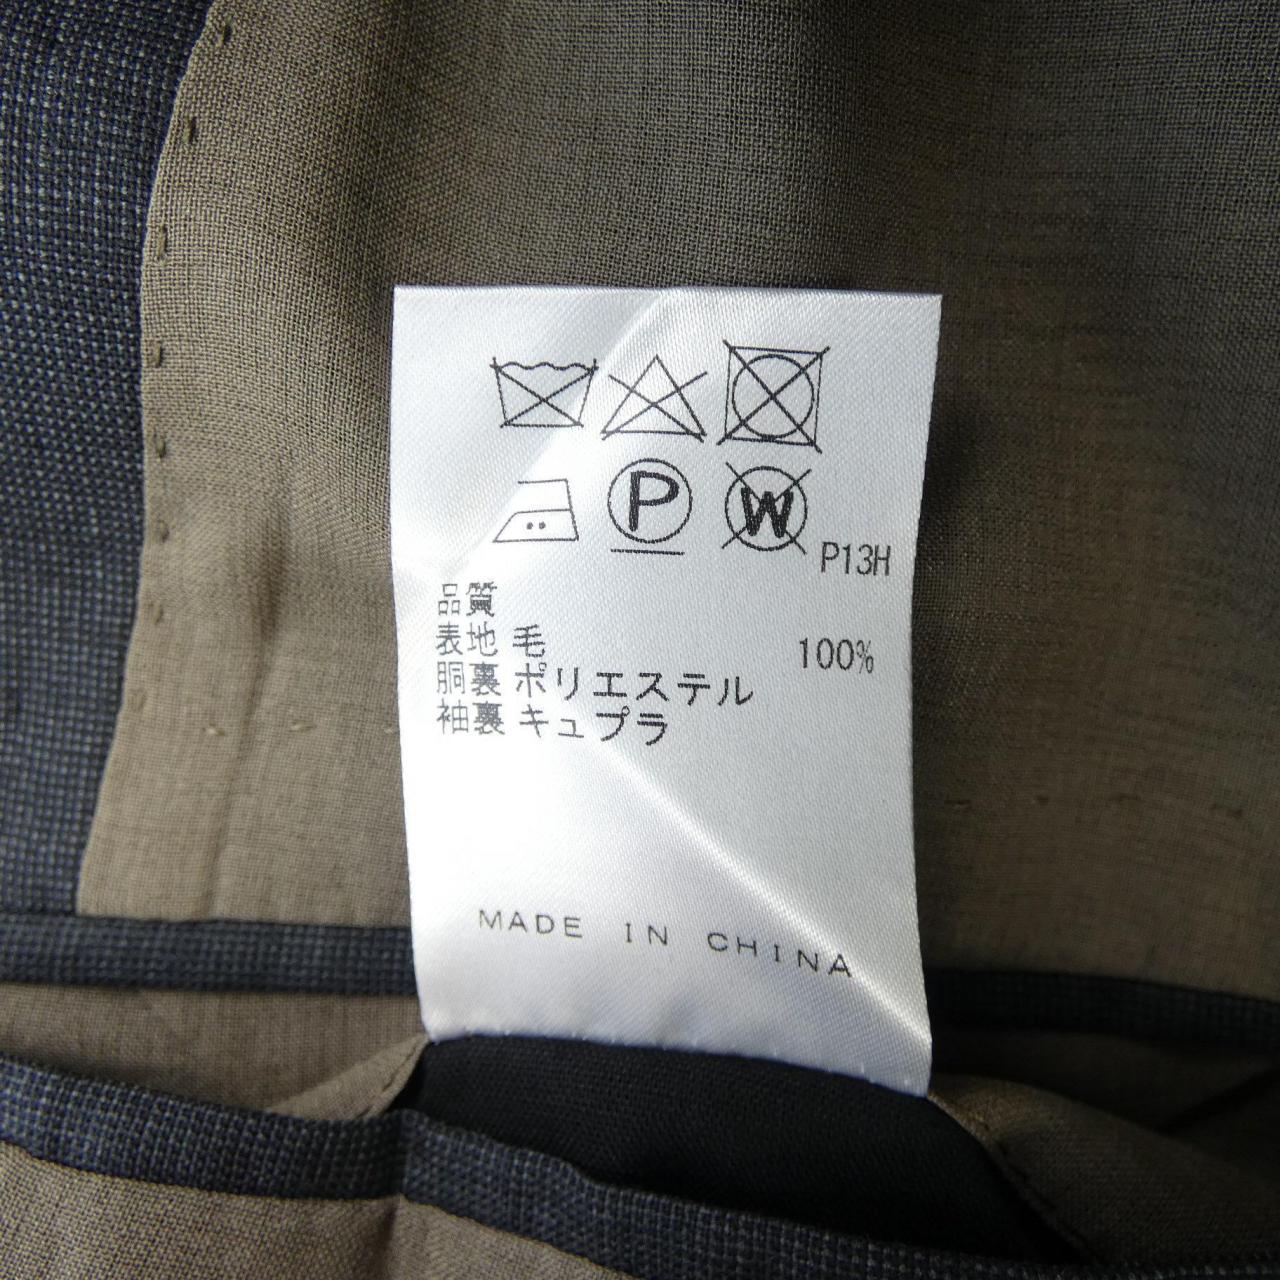 P W
P13H
品質
表地 毛 100%
胴裏 ポリエステル
袖裏 キュプラ
MADE IN CHINA